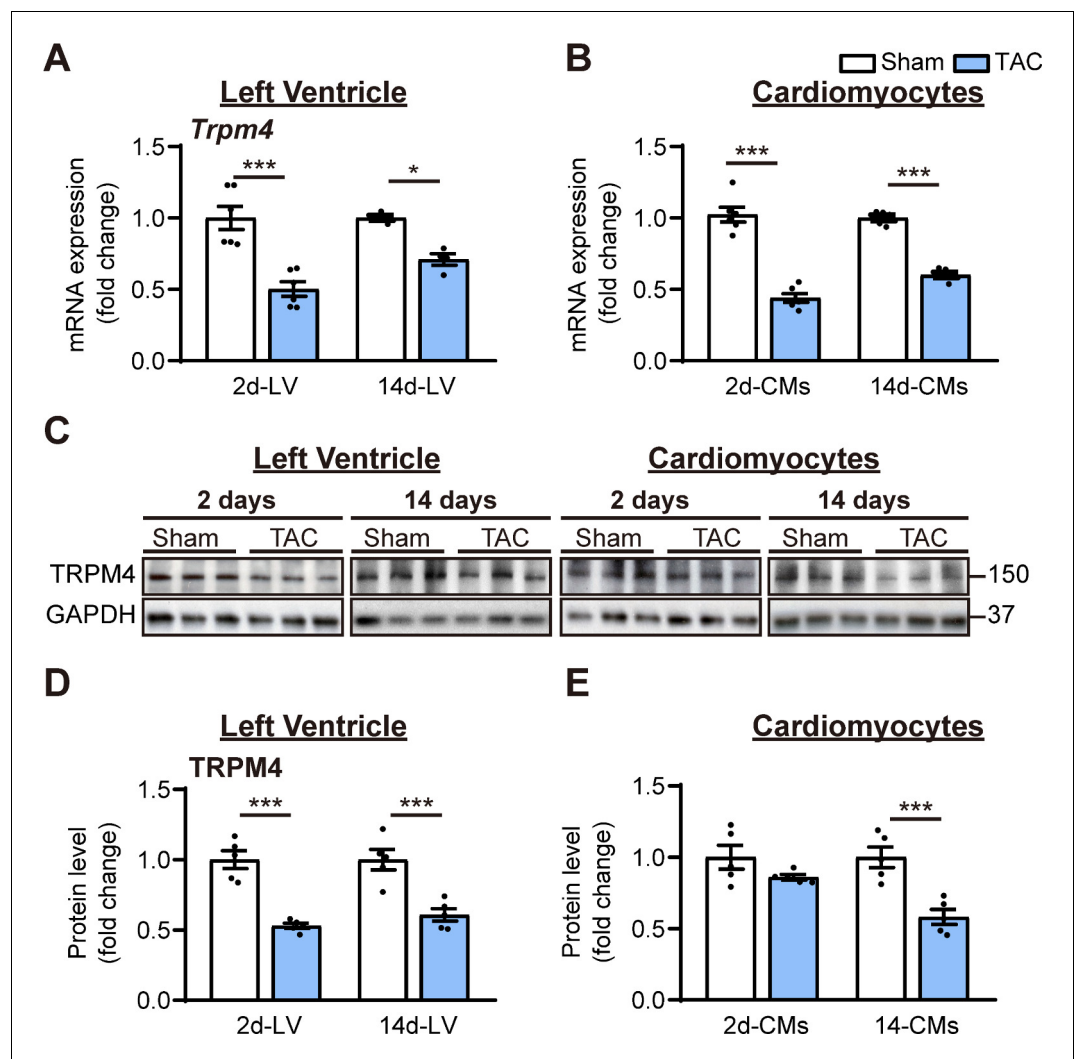 A
B
Sham TAC
Left Ventricle
Cardiomyocytes
Trpm4
mRNA expression
(fold change)
1.5
1.0
0.5
0.0
***
*
2d-LV 14d-LV
mRNA expression
(fold change)
1.5
1.0
0.5
0.0
***
***
2d-CMs 14d-CMs
C
Left Ventricle Cardiomyocytes
2 days 14 days 2 days 14 days
Sham TAC Sham TAC Sham TAC Sham TAC
TRPM4 150
GAPDH 37
D
E
Left Ventricle
Cardiomyocytes
TRPM4
Protein level
(fold change)
1.5
1.0
0.5
0.0
***
***
2d-LV 14d-LV
Protein level
(fold change)
1.5
1.0
0.5
0.0
***
2d-CMs 14-CMs